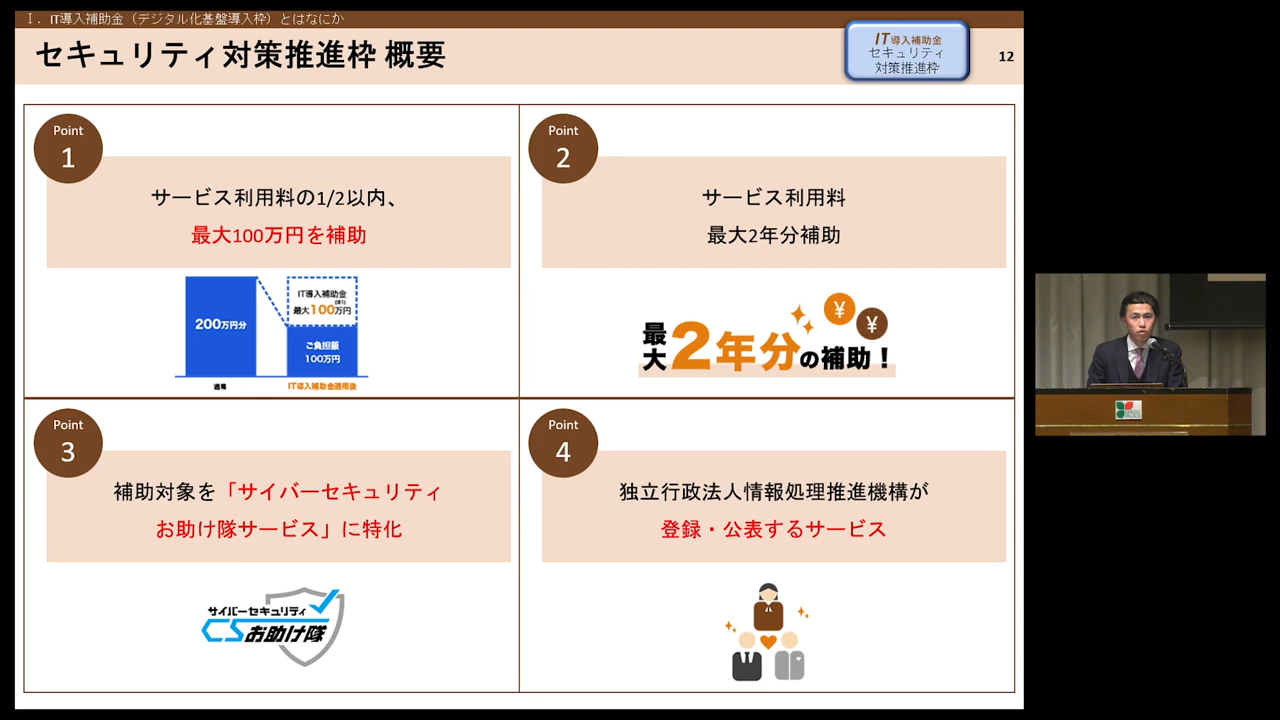 Ⅰ. IT導入補助金（デジタル化基盤導入枠）とはなにか
セキュリティ対策推進枠 概要
IT導入補助金
セキュリティ
対策推進枠
12
Point
1
サービス利用料の1/2以内、
最大100万円を補助
200万円分
IT導入補助金
(注1)
最大100万円
ご負担額
100万円
通常
IT導入補助金適用後
Point
2
サービス利用料
最大2年分補助
最大2年分の補助！
¥
¥
Point
3
補助対象を「サイバーセキュリティ
お助け隊サービス」に特化
サイバーセキュリティ
CSお助け隊
Point
4
独立行政法人情報処理推進機構が
登録・公表するサービス